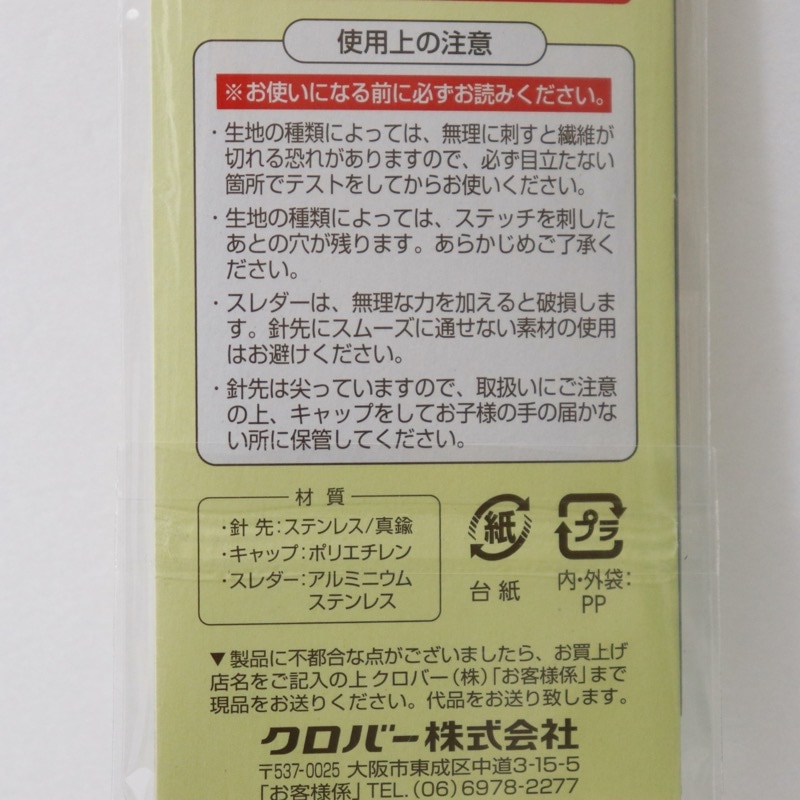 使用上の注意
※お使いになる前に必ずお読みください。
・生地の種類によっては、無理に刺すと繊維が
切れる恐れがありますので、必ず目立たない
箇所でテストをしてからお使いください。
・生地の種類によっては、ステッチを刺した
あとの穴が残ります。あらかじめご了承く
ださい。
・スレダーは、無理な力を加えると破損しま
す。針先にスムーズに通せない素材の使用
はお避けください。
・針先は尖っていますので、取扱いにご注意
の上、キャップをしてお子様の手の届かな
い所に保管してください。
材質
・針先:ステンレス/真鍮
・キャップ:ポリエチレン
・スレダー:アルミニウム
ステンレス
紙
台紙
プラ
内・外袋:
PP
▼製品に不都合な点がございましたら、お買上げ
店名をご記入の上クロバー(株)「お客様係」まで
現品をお送りください。代品をお送り致します。
クロバー株式会社
〒537-0025 大阪市東成区中道3-15-5
「お客様係」TEL.(06)6978-2277